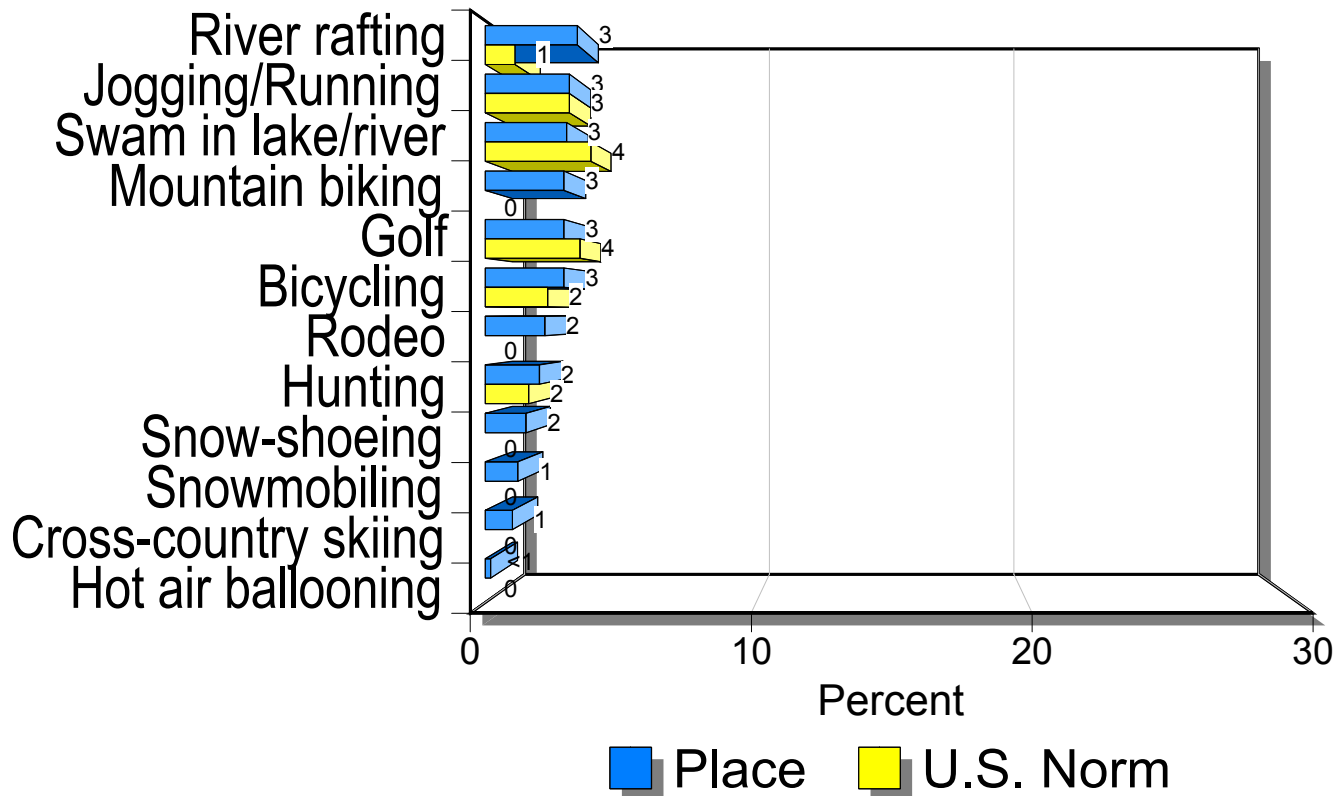 River rafting 3
1
Jogging/Running 3
3
Swam in lake/river 3
4
Mountain biking 3
0
Golf 3
4
Bicycling 3
2
Rodeo 2
0
Hunting 2
2
Snow-shoeing 2
0
Snowmobiling 1
0
Cross-country skiing 1
0
Hot air ballooning <1
0
0 10 20 30
Percent
Place U.S. Norm